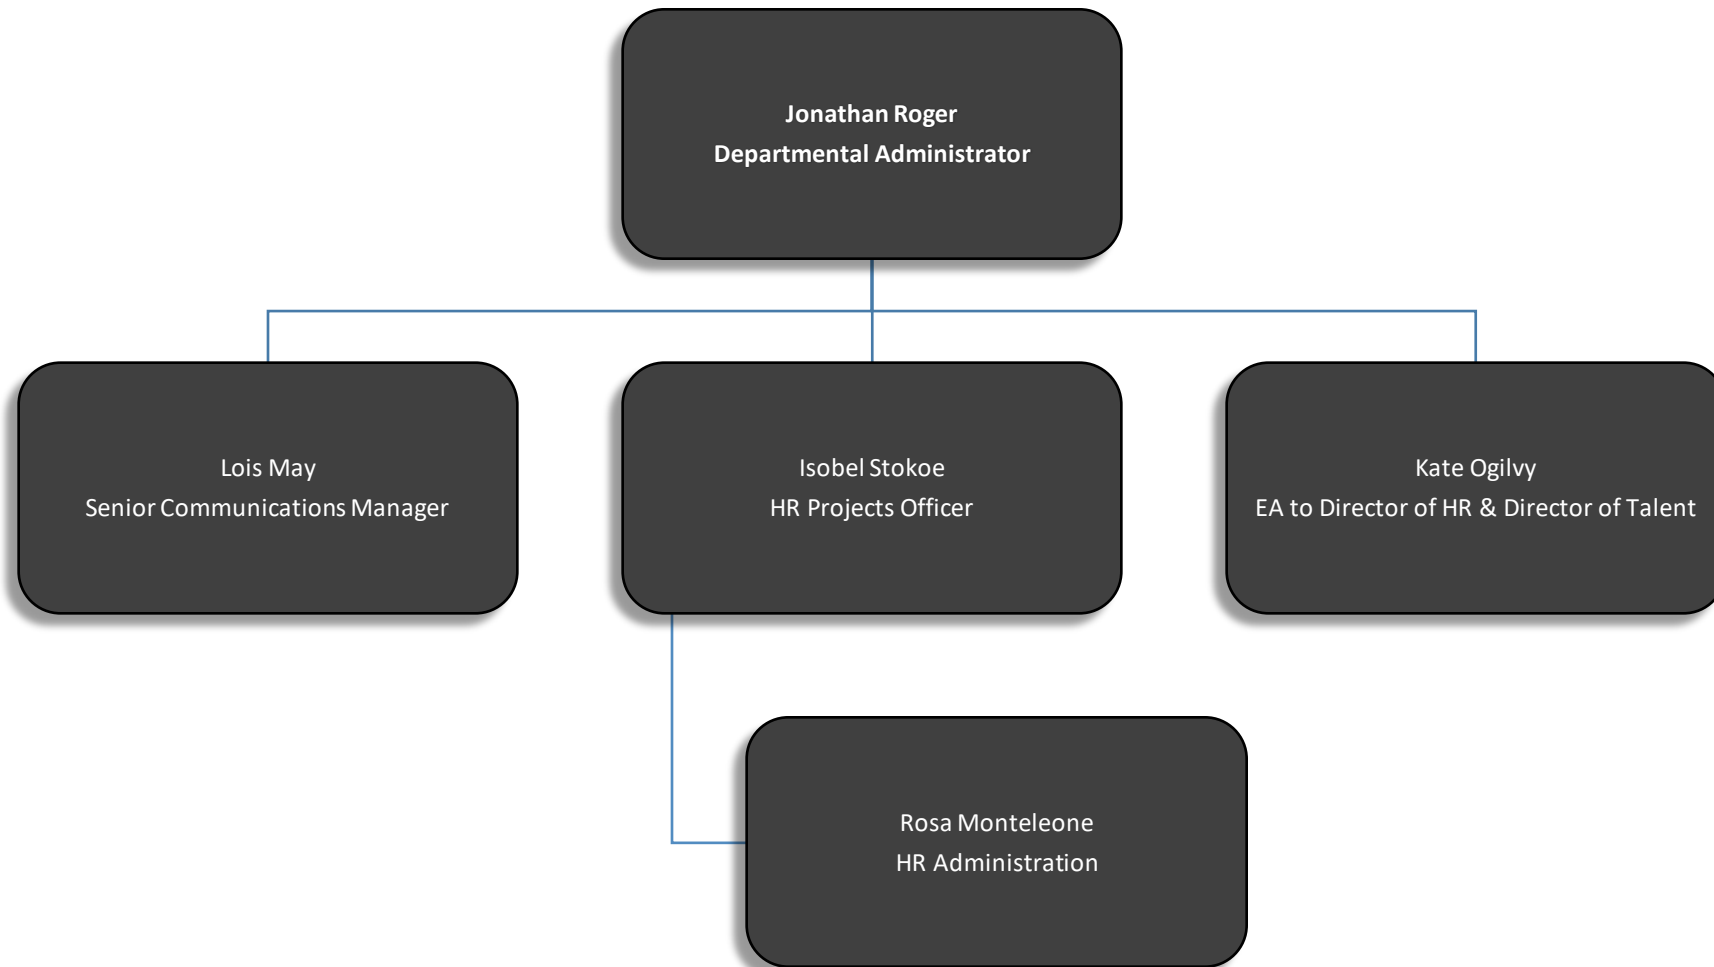 Jonathan Roger
Departmental Administrator
Lois May
Senior Communications Manager
Isobel Stokoe
HR Projects Officer
Kate Ogilvy
EA to Director of HR & Director of Talent
Rosa Monteleone
HR Administration